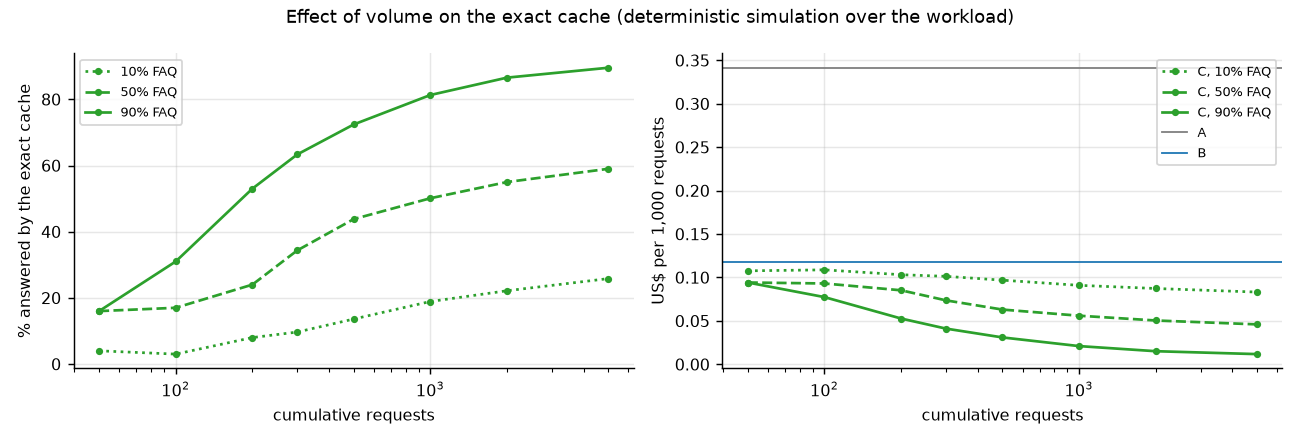 Effect of volume on the exact cache (deterministic simulation over the workload)
% answered by the exact cache
80
60
40
20
0
10% FAQ
50% FAQ
90% FAQ
10²
10³
cumulative requests
US$ per 1,000 requests
0.35
0.30
0.25
0.20
0.15
0.10
0.05
0.00
C, 10% FAQ
C, 50% FAQ
C, 90% FAQ
A
B
10²
10³
cumulative requests